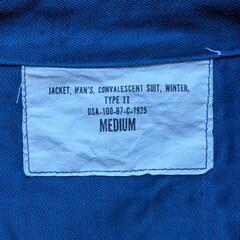 JACKET, MAN'S, CONVALESCENT SUIT, WINTER,
TYPE II
DSA-100-67-C-1925
MEDIUM